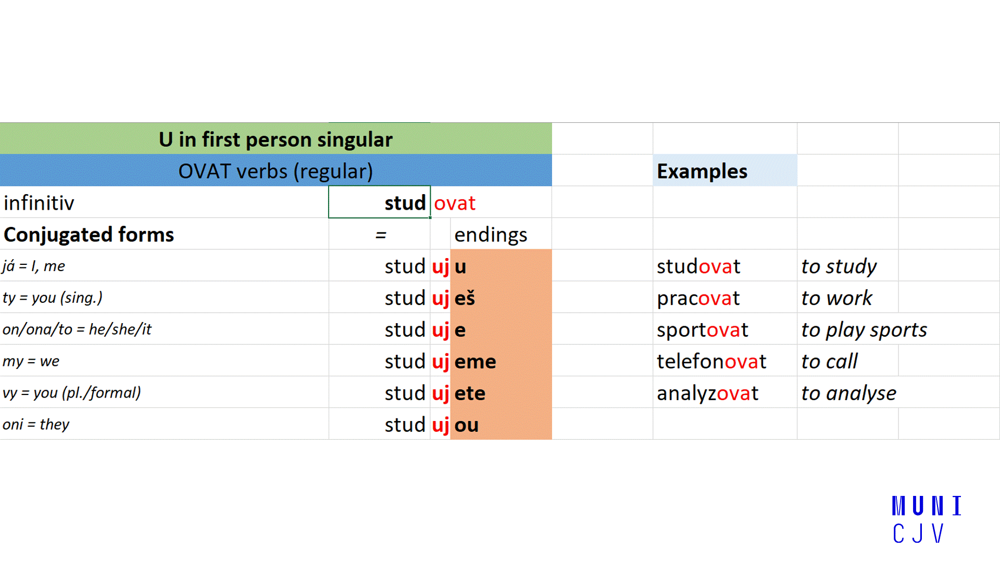 U in first person singular
OVAT verbs (regular) Examples
infinitiv stud ovat
Conjugated forms = endings
já = I, me stud uj u studovat to study
ty = you (sing.) stud uj eš pracovat to work
on/ona/to = he/she/it stud uj e sportovat to play sports
my = we stud uj eme telefonovat to call
vy = you (pl./formal) stud uj ete analyzovat to analyse
oni = they stud uj ou
MUNI
CJV